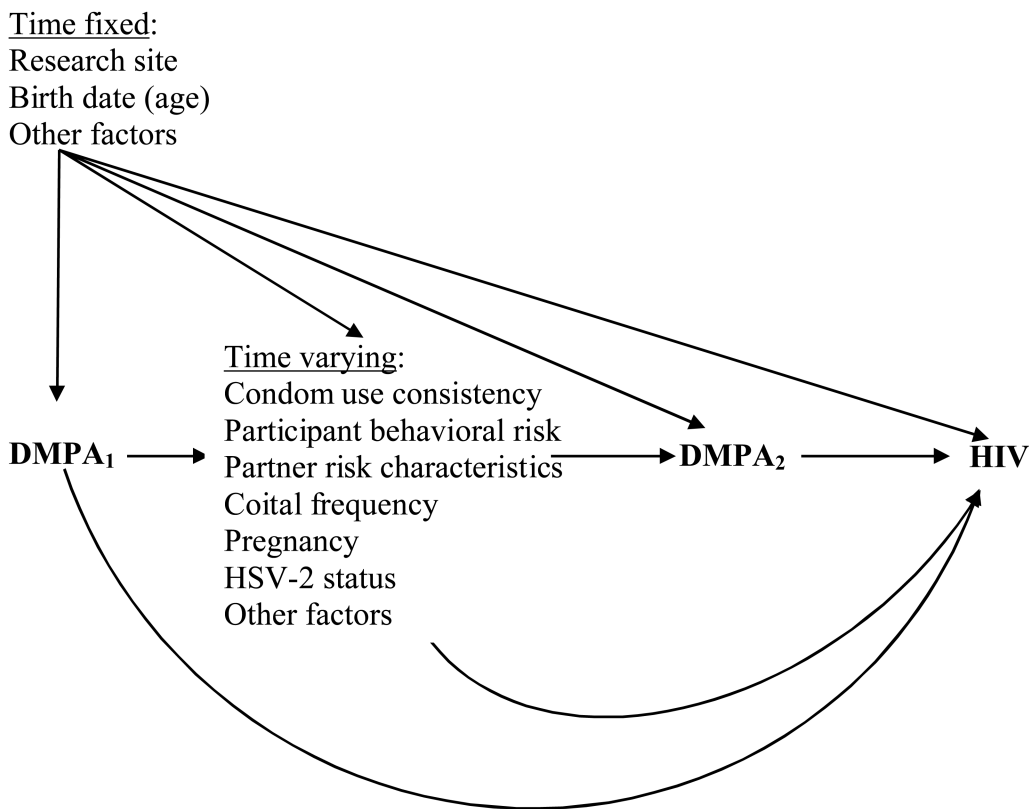 Time fixed:
Research site
Birth date (age)
Other factors
Time varying:
Condom use consistency
Participant behavioral risk
Partner risk characteristics
Coital frequency
Pregnancy
HSV-2 status
Other factors
DMPA₁
DMPA₂
HIV